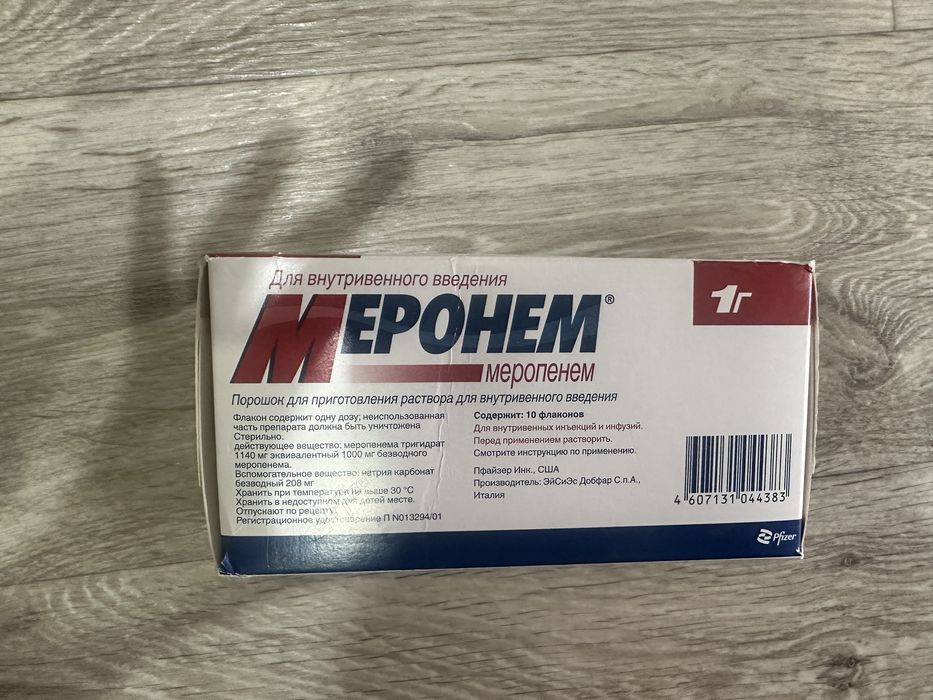 Для внутривенного введения
МЕРОНЕМ®
меропенем
1г
Порошок для приготовления раствора для внутривенного введения
Флакон содержит одну дозу; неиспользованная
часть препарата должна быть уничтожена
Стерильно.
действующее вещество: меропенема тригидрат
1140 мг эквивалентный 1000 мг безводного
меропенема.
Вспомогательное вещество: натрия карбонат
безводный 208 мг
Хранить при температуре не выше 30 °C
Хранить в недоступном для детей месте.
Отпускают по рецепту.
Регистрационное удостоверение П N013294/01
Содержит: 10 флаконов
Для внутривенных инъекций и инфузий.
Перед применением растворить.
Смотрите инструкцию по применению.
Пфайзер Инк., США
Производитель: ЭйСиЭс Добфар С.п.А.,
Италия
4 607131 044383
Pfizer